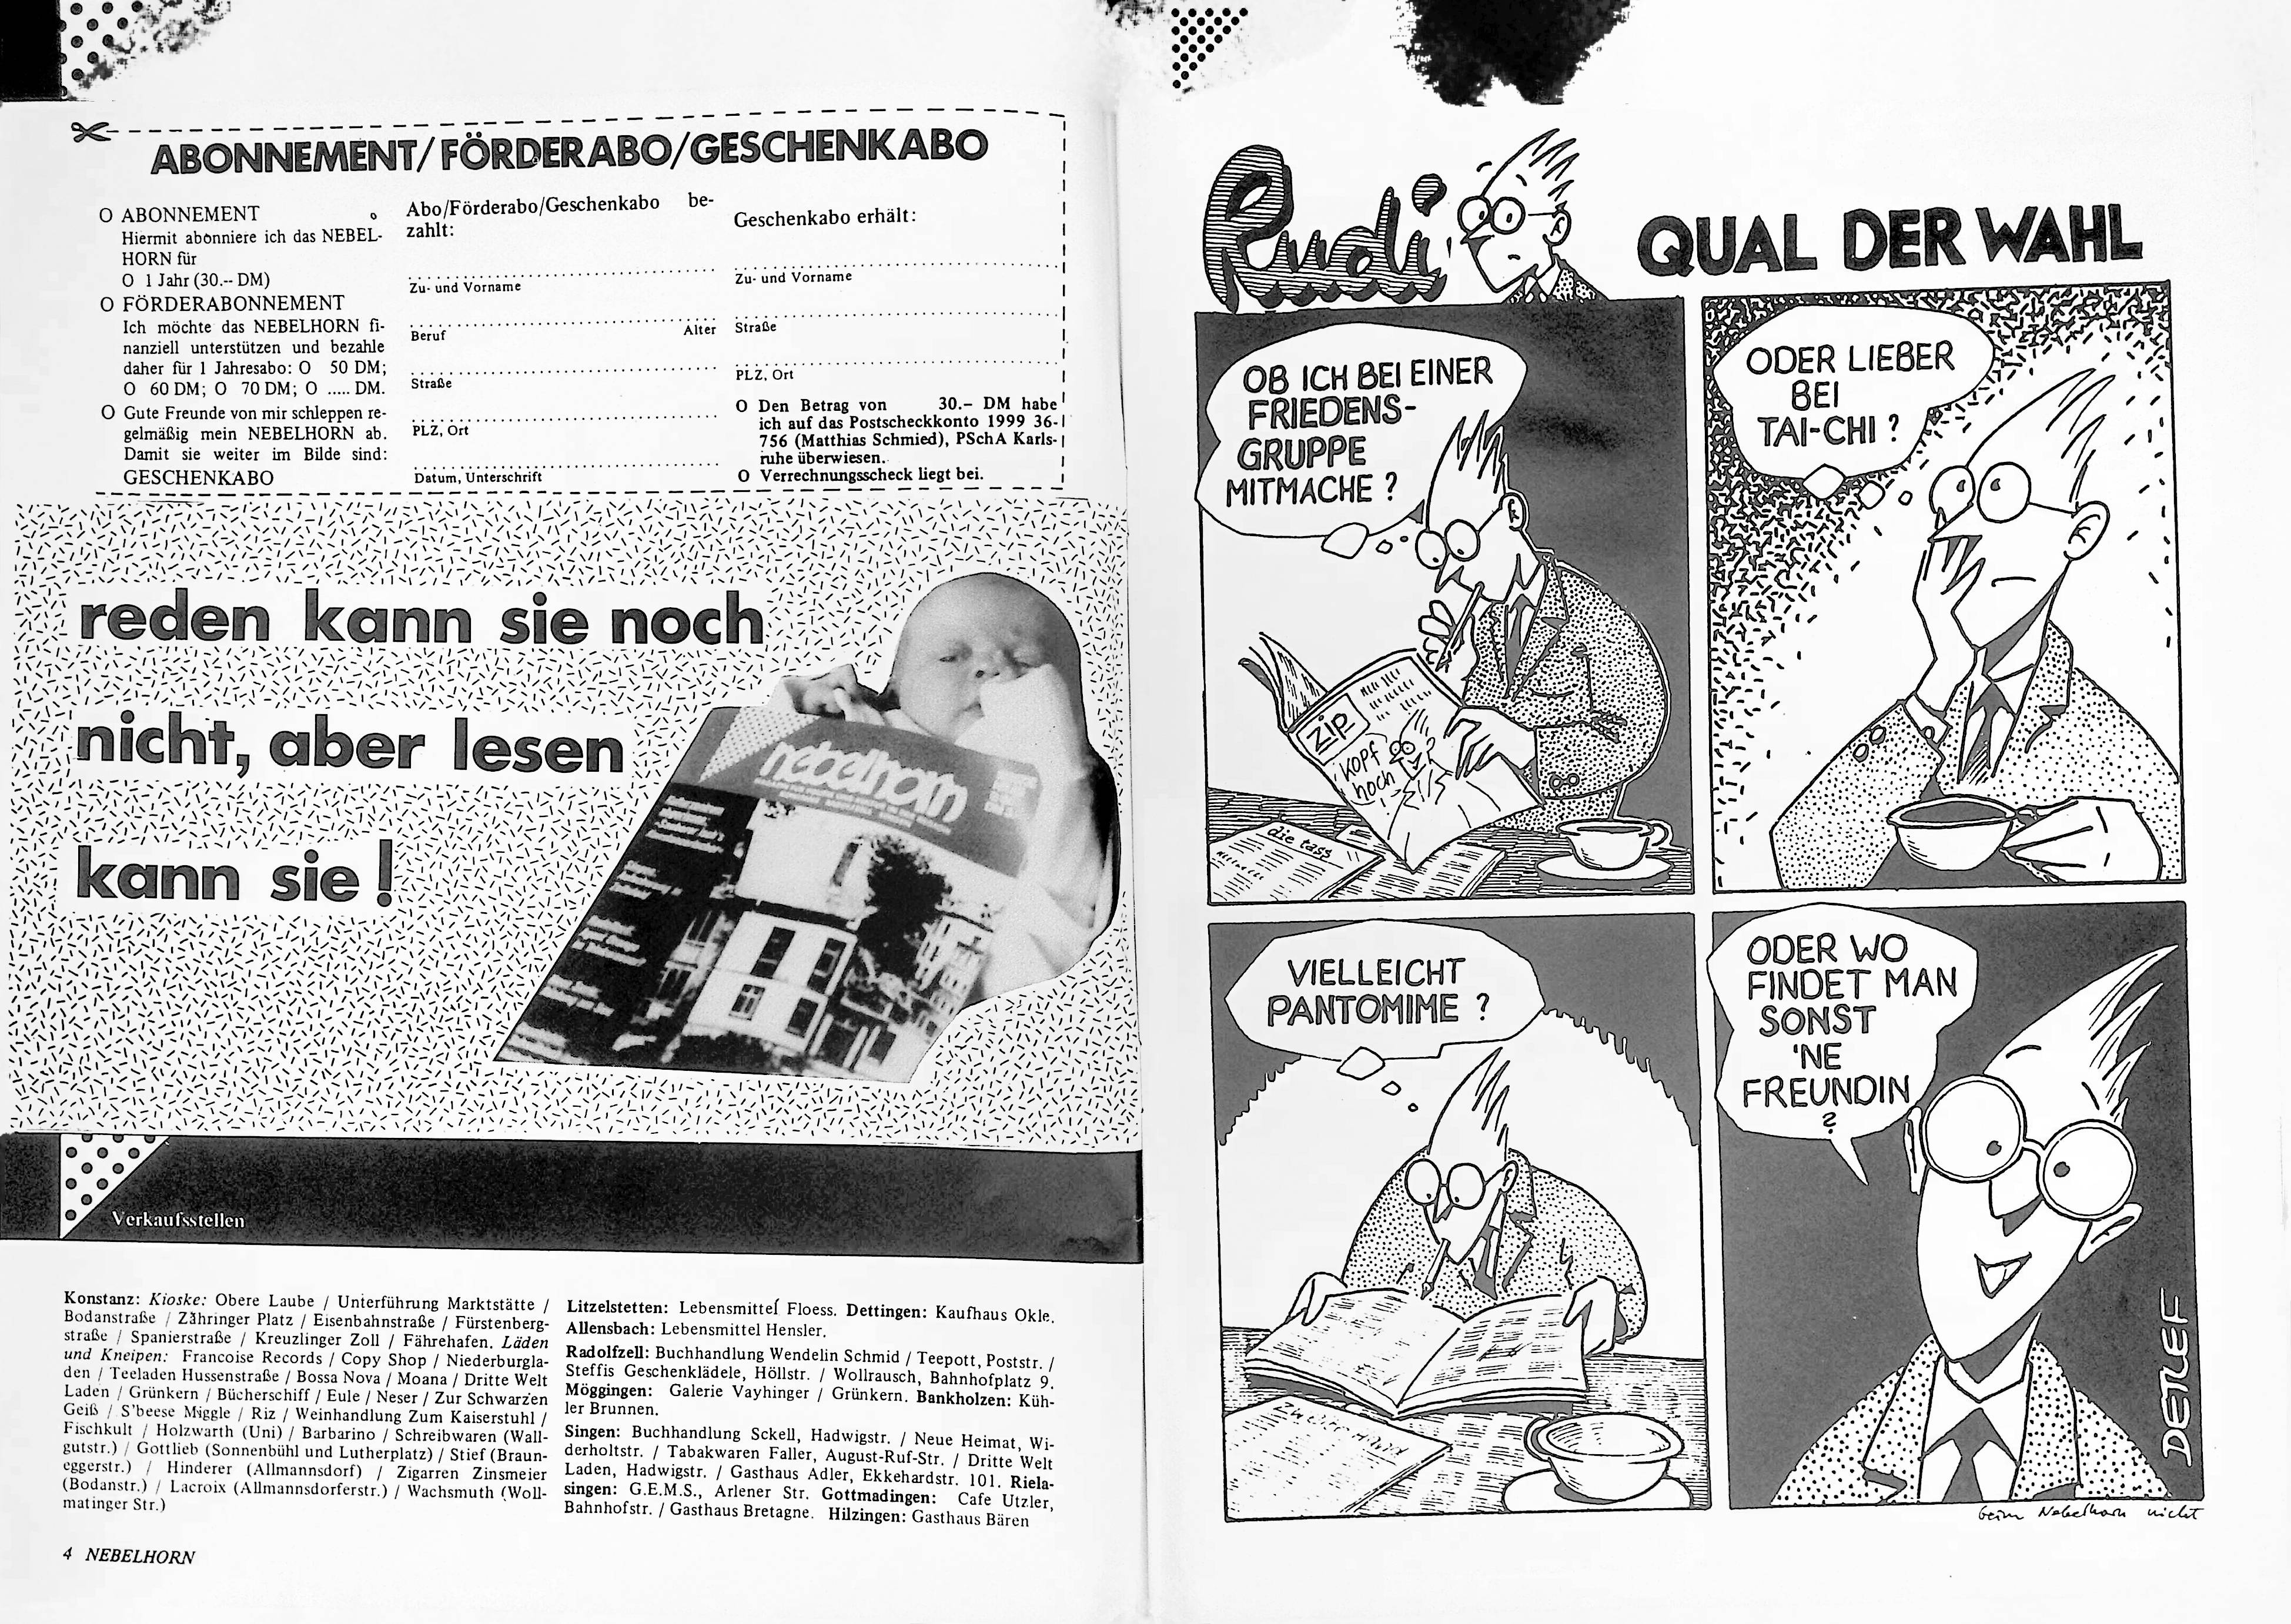 ABONNEMENT/FÖRDERABO/GESCHENKABO
O ABONNEMENT
Hiermit abonniere ich das NEBEL-
HORN für
O 1 Jahr (30.-- DM)
O FÖRDERABONNEMENT
Ich möchte das NEBELHORN fi-
nanziell unterstützen und bezahle
daher für 1 Jahresabo: O 50 DM;
O 60 DM; O 70 DM; O ..... DM.
O Gute Freunde von mir schleppen re-
gelmäßig mein NEBELHORN ab.
Damit sie weiter im Bilde sind:
GESCHENKABO
Abo/Förderabo/Geschenkabo be-
zahlt:
Zu- und Vorname
Beruf Alter
Straße
PLZ, Ort
Datum, Unterschrift
Geschenkabo erhält:
Zu- und Vorname
Straße
PLZ, Ort
O Den Betrag von 30.– DM habe
ich auf das Postscheckkonto 1999 36-
756 (Matthias Schmied), PSchA Karls-
ruhe überwiesen.
O Verrechnungsscheck liegt bei.
reden kann sie noch
nicht, aber lesen
kann sie!
nebelhorn
Verkaufsstellen
Konstanz: Kioske: Obere Laube / Unterführung Marktstätte /
Bodanstraße / Zähringer Platz / Eisenbahnstraße / Fürstenberg-
straße / Spanierstraße / Kreuzlinger Zoll / Fährehafen. Läden
und Kneipen: Francoise Records / Copy Shop / Niederburgla-
den / Teeladen Hussenstraße / Bossa Nova / Moana / Dritte Welt
Laden / Grünkern / Bücherschiff / Eule / Neser / Zur Schwarzen
Geiß / S'beese Miggle / Riz / Weinhandlung Zum Kaiserstuhl /
Fischkult / Holzwarth (Uni) / Barbarino / Schreibwaren (Wall-
gutstr.) / Gottlieb (Sonnenbühl und Lutherplatz) / Stief (Braun-
eggerstr.) / Hinderer (Allmannsdorf) / Zigarren Zinsmeier
(Bodanstr.) / Lacroix (Allmannsdorferstr.) / Wachsmuth (Woll-
matinger Str.)
Litzelstetten: Lebensmittel Floess. Dettingen: Kaufhaus Okle.
Allensbach: Lebensmittel Hensler.
Radolfzell: Buchhandlung Wendelin Schmid / Teepott, Poststr. /
Steffis Geschenklädele, Höllstr. / Wollrausch, Bahnhofplatz 9.
Möggingen: Galerie Vayhinger / Grünkern. Bankholzen: Küh-
ler Brunnen.
Singen: Buchhandlung Sckell, Hadwigstr. / Neue Heimat, Wi-
derholtstr. / Tabakwaren Faller, August-Ruf-Str. / Dritte Welt
Laden, Hadwigstr. / Gasthaus Adler, Ekkehardstr. 101. Riela-
singen: G.E.M.S., Arlener Str. Gottmadingen: Cafe Utzler,
Bahnhofstr. / Gasthaus Bretagne. Hilzingen: Gasthaus Bären
4 NEBELHORN
Rudi
QUAL DER WAHL
OB ICH BEI EINER
FRIEDENS-
GRUPPE
MITMACHE ?
ZIP
KOPF
hoch
die tass
ODER LIEBER
BEI
TAI-CHI ?
VIELLEICHT
PANTOMIME ?
ODER WO
FINDET MAN
SONST
'NE
FREUNDIN
?
DETLEF
beim Nebelhorn nicht